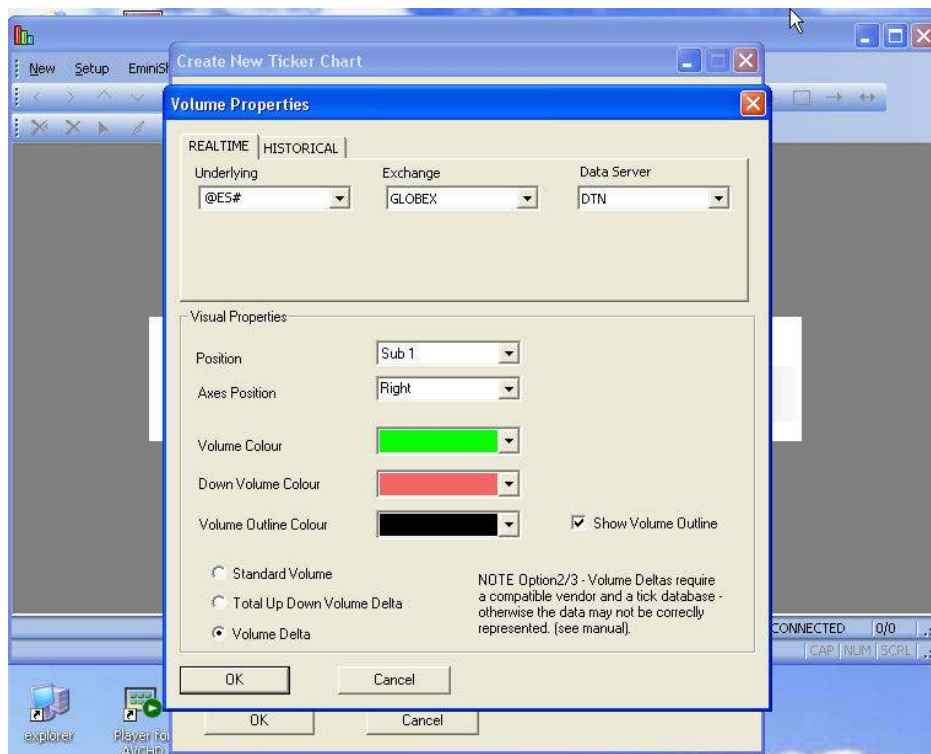 Create New Ticker Chart
New Setup EminiSh
Volume Properties
REALTIME HISTORICAL
Underlying Exchange Data Server
@ES# GLOBEX DTN
Visual Properties
Position Sub 1
Axes Position Right
Volume Colour
Down Volume Colour
Volume Outline Colour Show Volume Outline
Standard Volume
Total Up Down Volume Delta
Volume Delta
NOTE Option2/3 - Volume Deltas require
a compatible vendor and a tick database -
otherwise the data may not be correclly
represented. (see manual).
CONNECTED 0/0
CAP NUM SCRL
OK Cancel
OK Cancel
explorer Player for
AVCHD